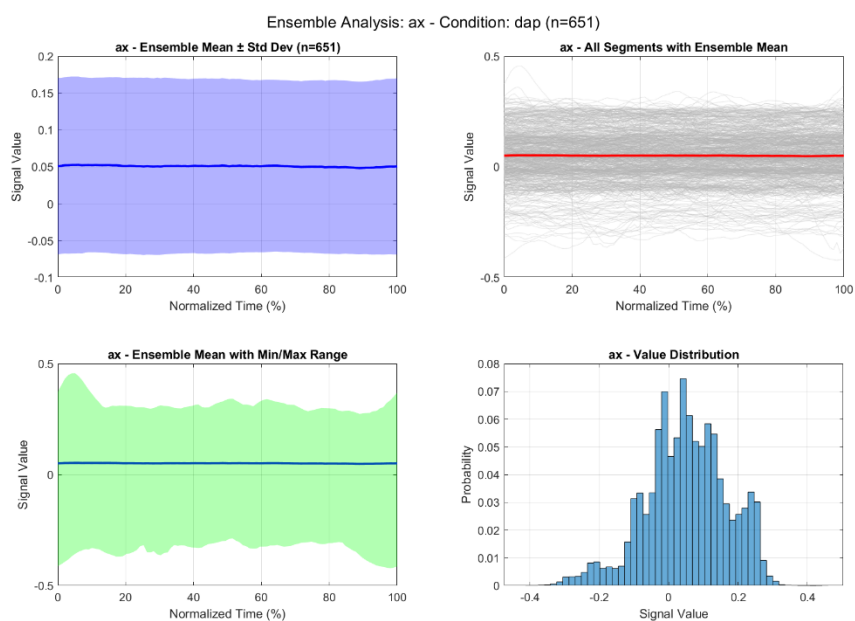 Ensemble Analysis: ax - Condition: dap (n=651)
ax - Ensemble Mean ± Std Dev (n=651)
0.2
0.15
0.1
0.05
0
-0.05
-0.1
Signal Value
0 20 40 60 80 100
Normalized Time (%)
ax - All Segments with Ensemble Mean
0.5
0
-0.5
Signal Value
0 20 40 60 80 100
Normalized Time (%)
ax - Ensemble Mean with Min/Max Range
0.5
0
-0.5
Signal Value
0 20 40 60 80 100
Normalized Time (%)
ax - Value Distribution
0.08
0.07
0.06
0.05
0.04
0.03
0.02
0.01
0
Probability
-0.4 -0.2 0 0.2 0.4
Signal Value